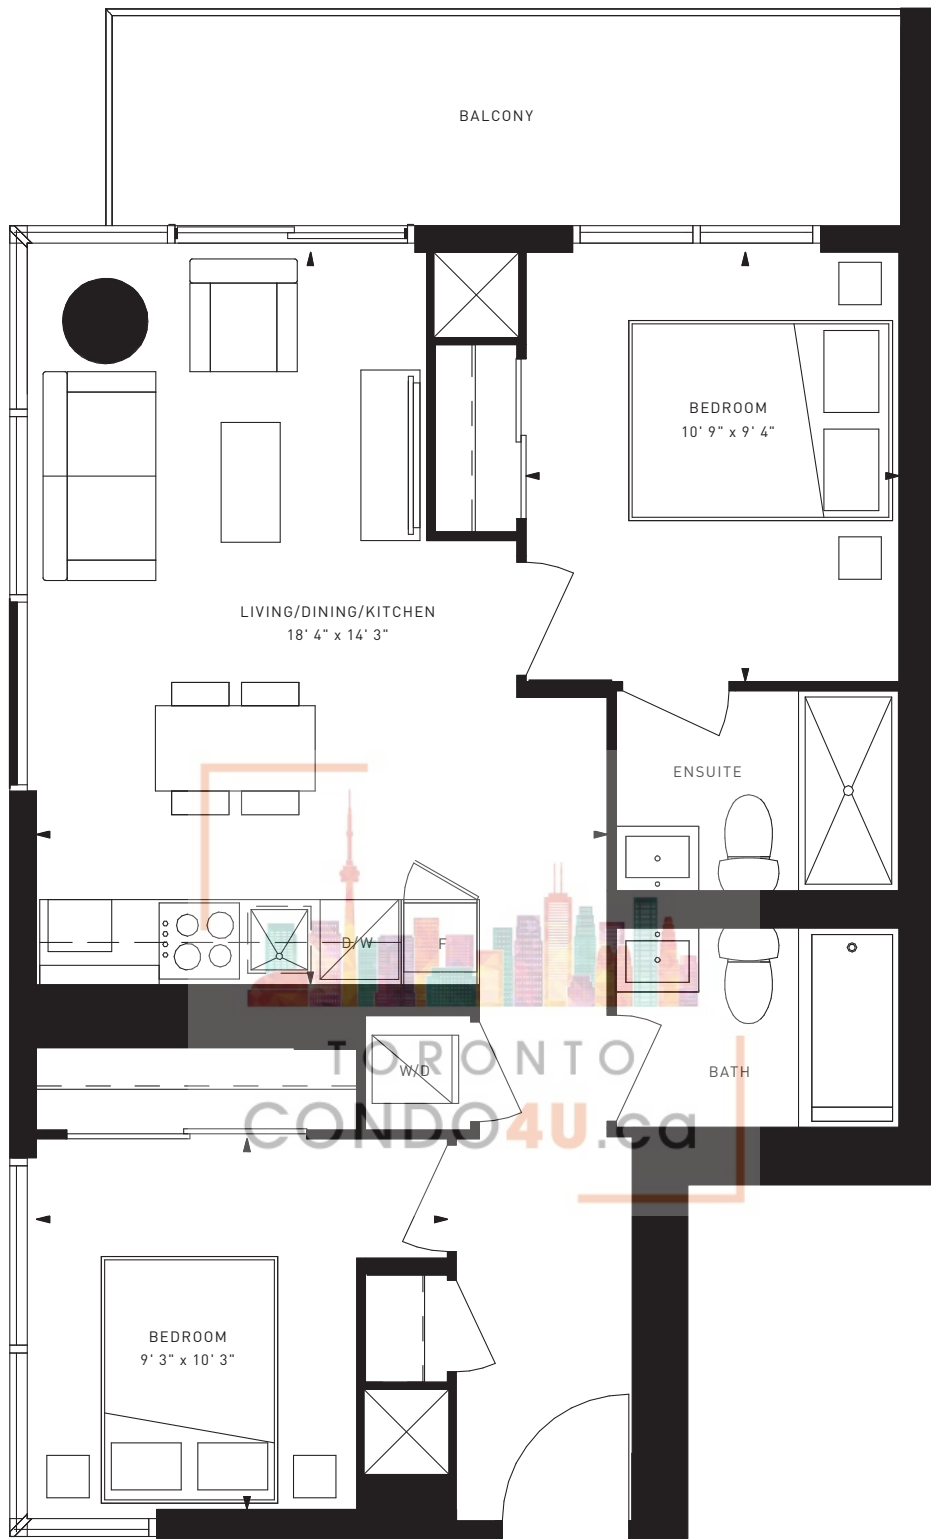 BALCONY
BEDROOM
10' 9" x 9' 4"
LIVING/DINING/KITCHEN
18' 4" x 14' 3"
ENSUITE
D/W
F
TORONTO
W/D
BATH
CONDO4U.ca
BEDROOM
9' 3" x 10' 3"